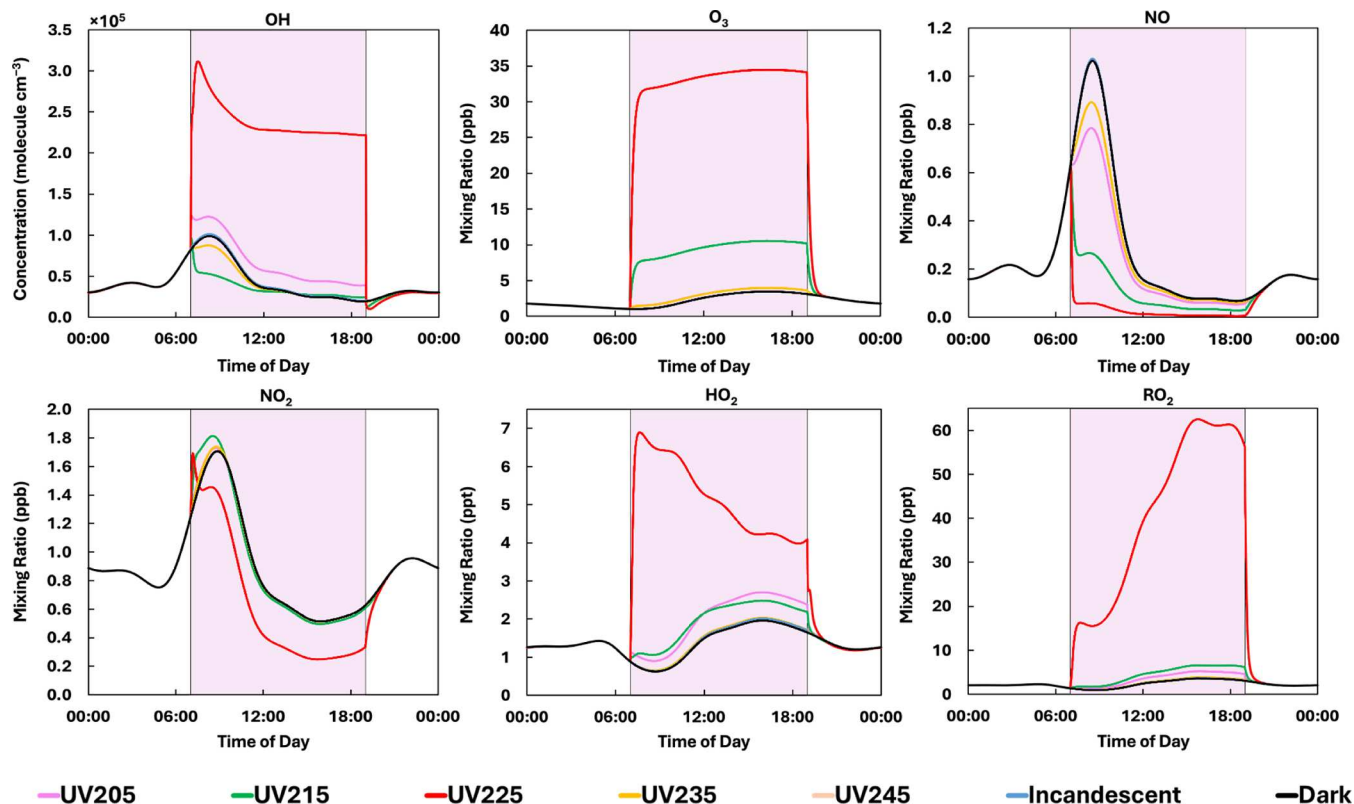 OH
×10⁵
Concentration (molecule cm⁻³)
3.5
3.0
2.5
2.0
1.5
1.0
0.5
0.0
00:00 06:00 12:00 18:00 00:00
Time of Day
O₃
Mixing Ratio (ppb)
40
35
30
25
20
15
10
5
0
00:00 06:00 12:00 18:00 00:00
Time of Day
NO
Mixing Ratio (ppb)
1.2
1.0
0.8
0.6
0.4
0.2
0.0
00:00 06:00 12:00 18:00 00:00
Time of Day
NO₂
Mixing Ratio (ppb)
2.0
1.8
1.6
1.4
1.2
1.0
0.8
0.6
0.4
0.2
0.0
00:00 06:00 12:00 18:00 00:00
Time of Day
HO₂
Mixing Ratio (ppt)
7
6
5
4
3
2
1
0
00:00 06:00 12:00 18:00 00:00
Time of Day
RO₂
Mixing Ratio (ppt)
60
50
40
30
20
10
0
00:00 06:00 12:00 18:00 00:00
Time of Day
UV205 UV215 UV225 UV235 UV245 Incandescent Dark